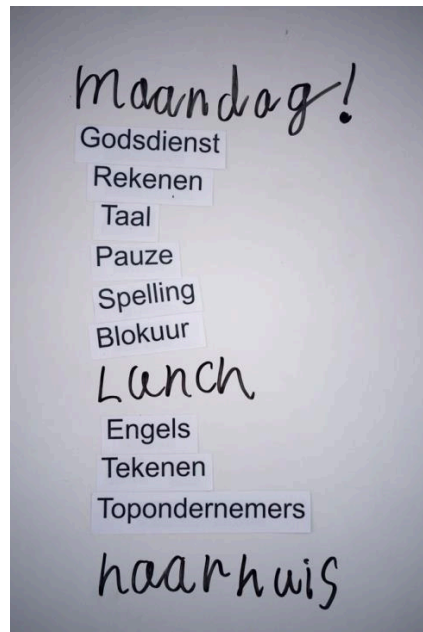 maandag!
Godsdienst
Rekenen
Taal
Pauze
Spelling
Blokuur
Lunch
Engels
Tekenen
Topondernemers
naarhuis